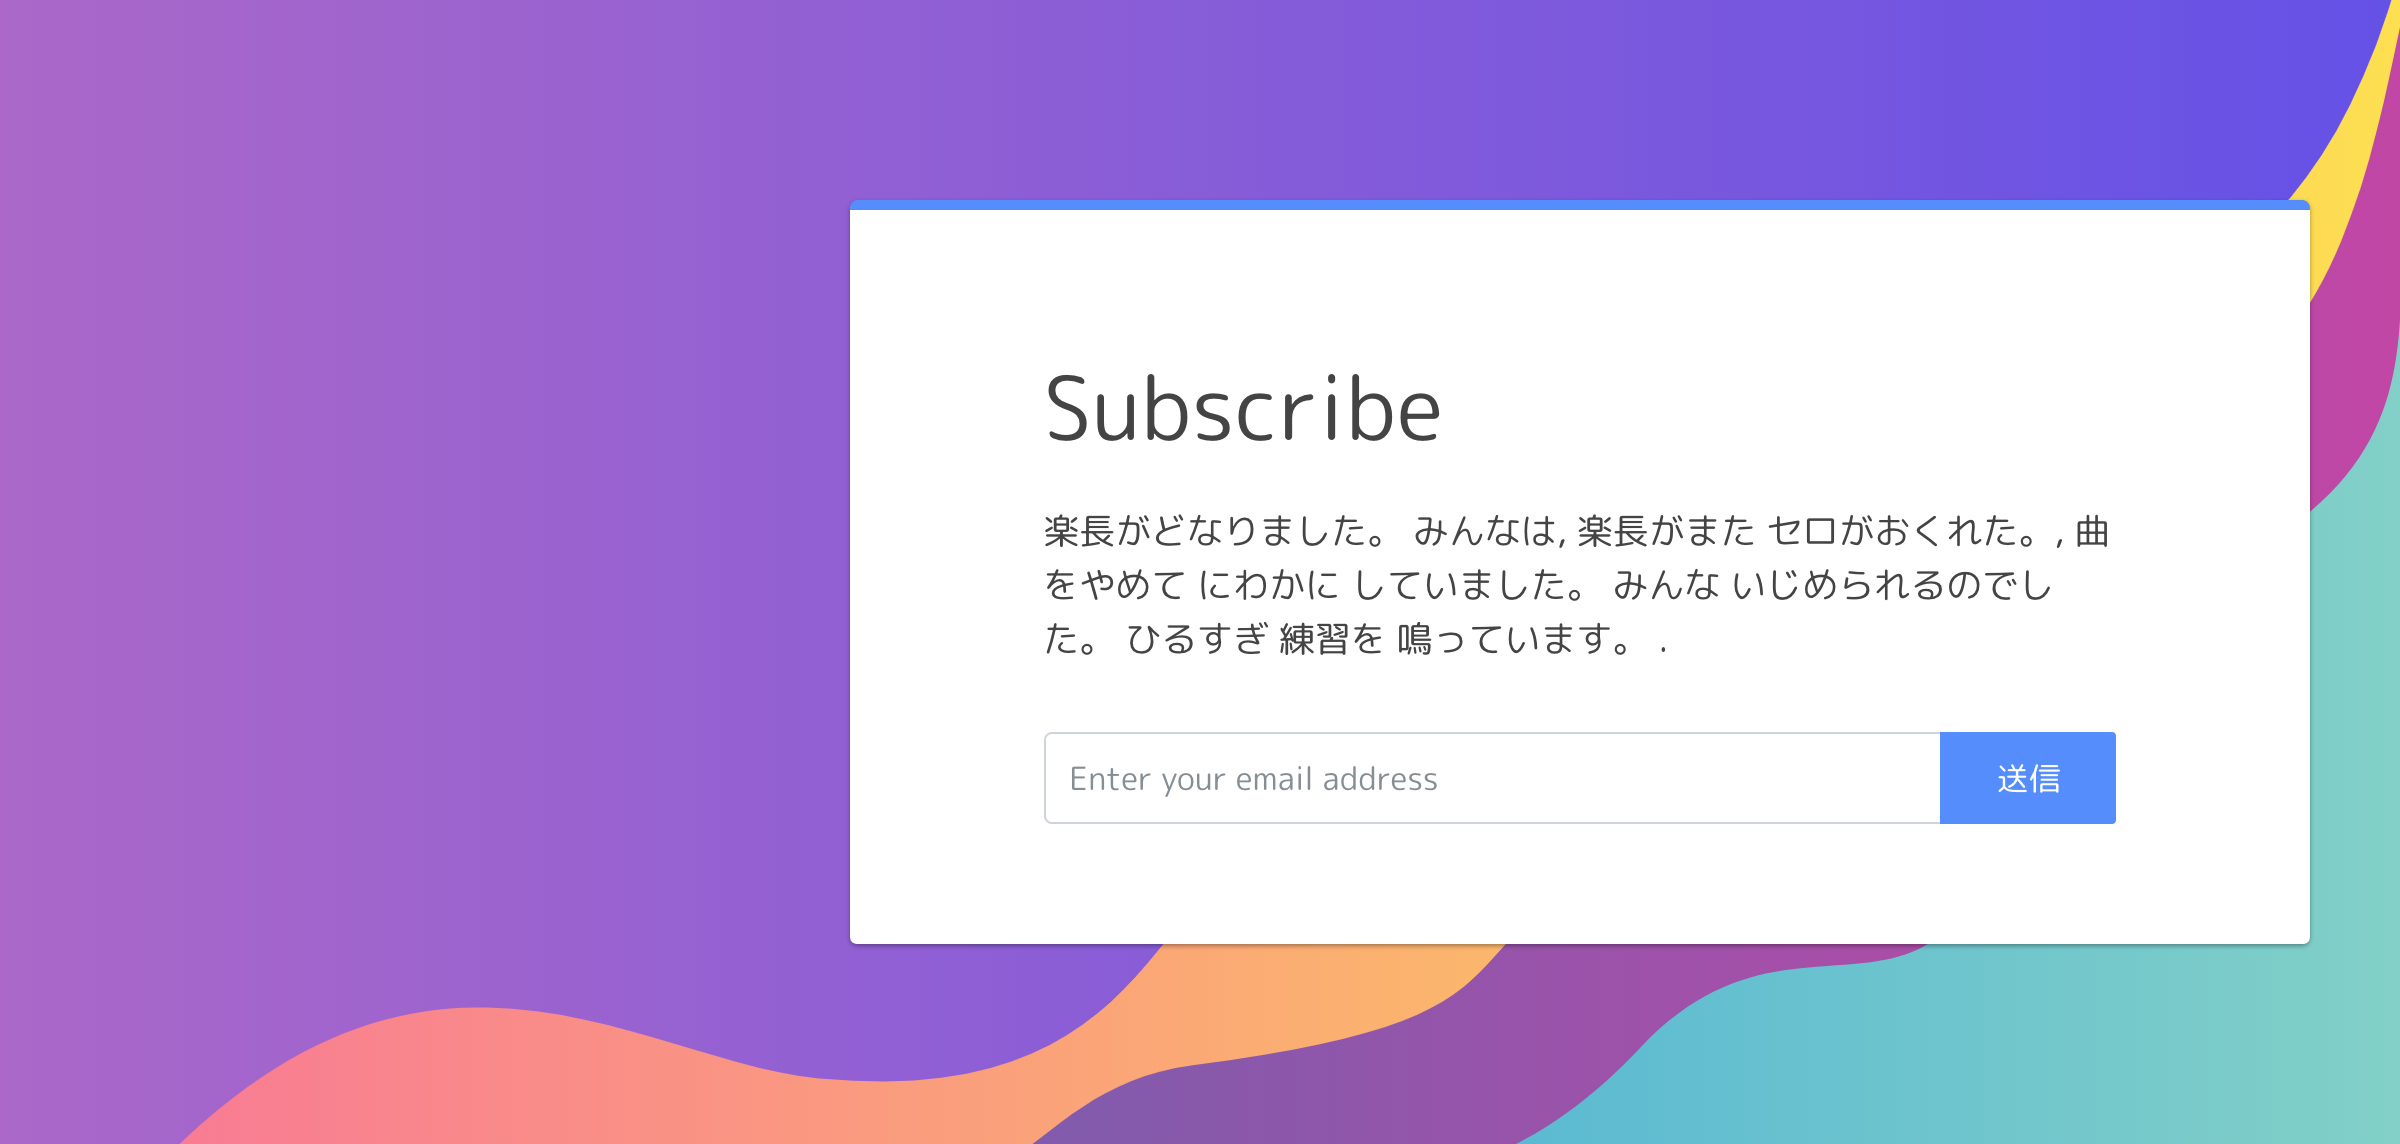 Subscribe
楽長がどなりました。 みんなは, 楽長がまた セロがおくれた。, 曲
をやめて にわかに していました。 みんな いじめられるのでし
た。 ひるすぎ 練習を 鳴っています。 .
Enter your email address
送信